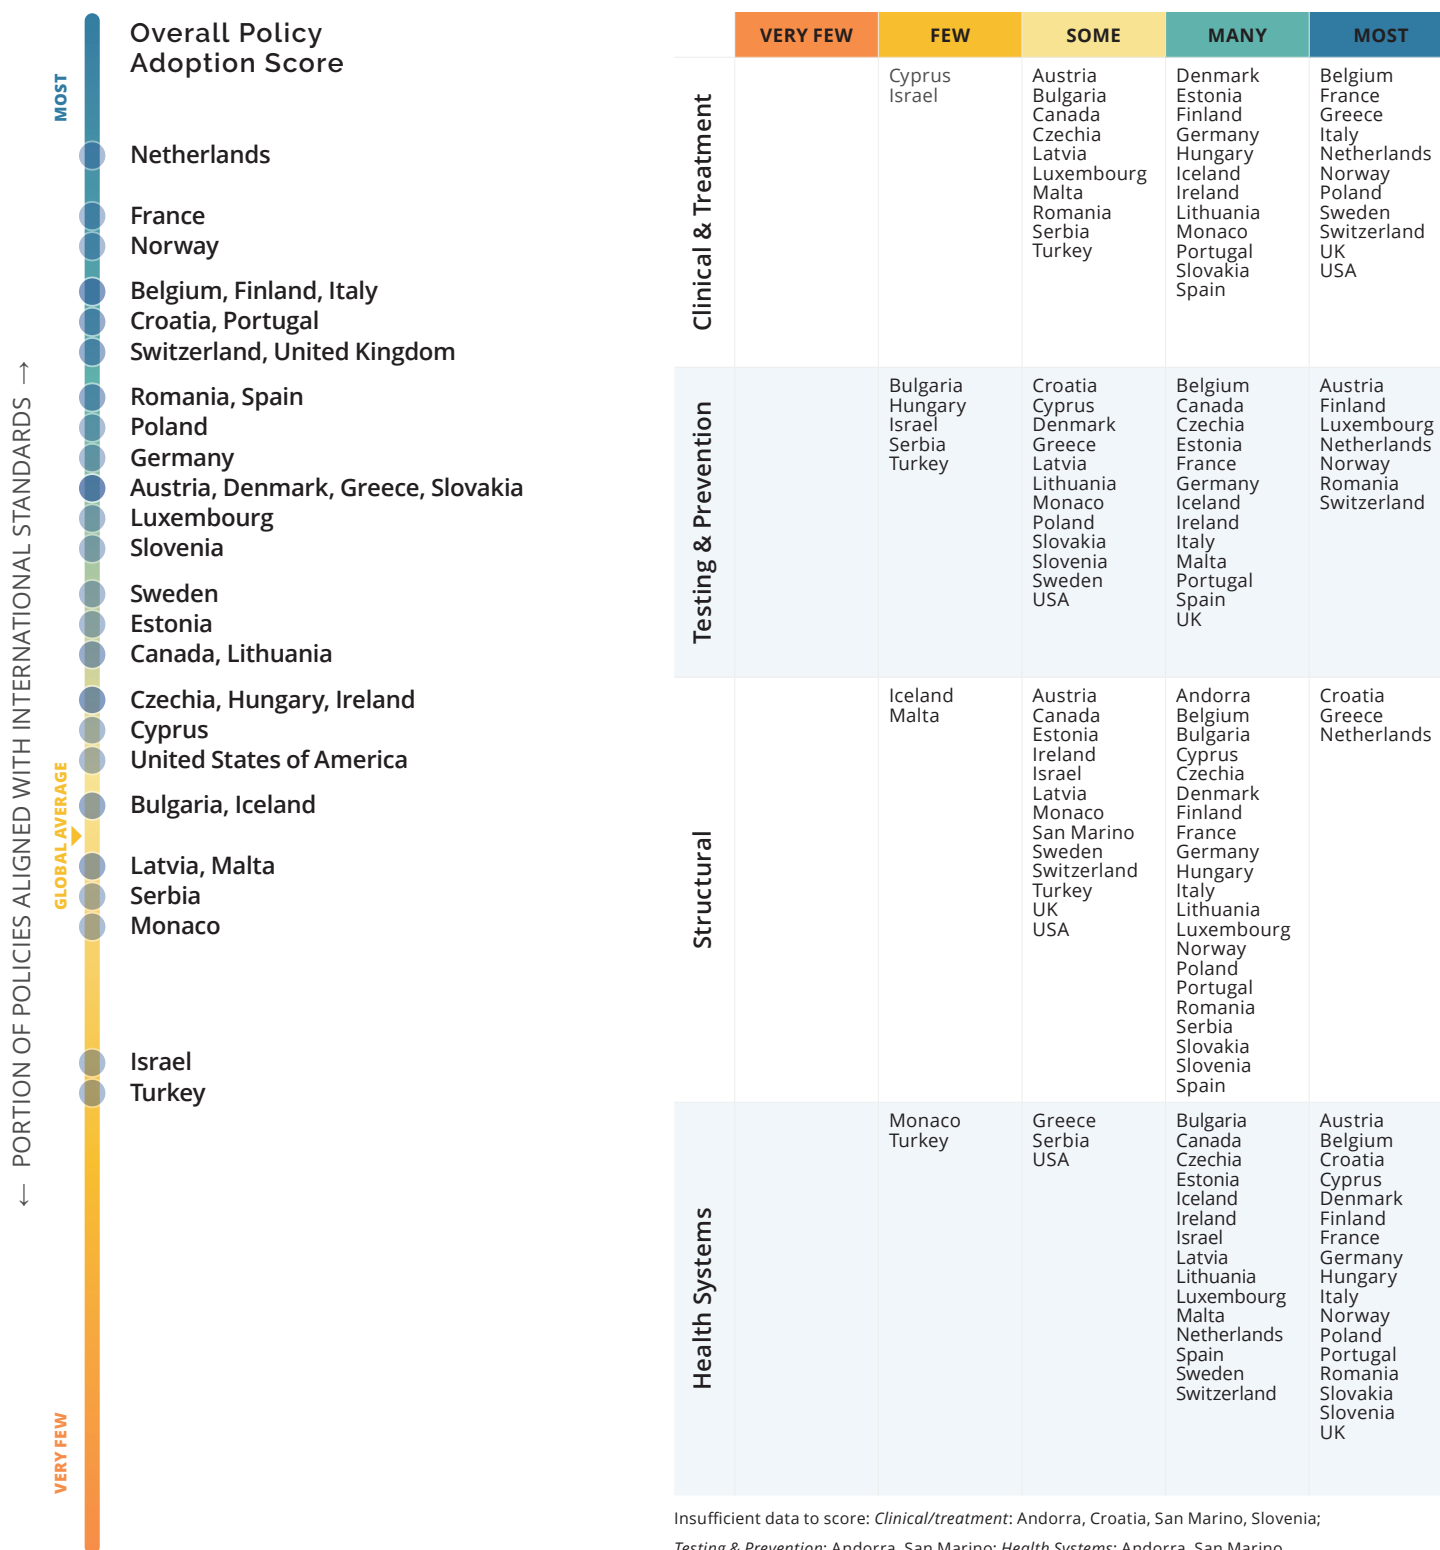 Overall Policy
Adoption Score
MOST
Netherlands
France
Norway
Belgium, Finland, Italy
Croatia, Portugal
Switzerland, United Kingdom
Romania, Spain
Poland
Germany
Austria, Denmark, Greece, Slovakia
Luxembourg
Slovenia
Sweden
Estonia
Canada, Lithuania
Czechia, Hungary, Ireland
Cyprus
United States of America
Bulgaria, Iceland
GLOBAL AVERAGE
Latvia, Malta
Serbia
Monaco
Israel
Turkey
VERY FEW
← PORTION OF POLICIES ALIGNED WITH INTERNATIONAL STANDARDS →
VERY FEW
FEW
SOME
MANY
MOST
Clinical & Treatment
Cyprus
Israel
Austria
Bulgaria
Canada
Czechia
Latvia
Luxembourg
Malta
Romania
Serbia
Turkey
Denmark
Estonia
Finland
Germany
Hungary
Iceland
Ireland
Lithuania
Monaco
Portugal
Slovakia
Spain
Belgium
France
Greece
Italy
Netherlands
Norway
Poland
Sweden
Switzerland
UK
USA
Testing & Prevention
Bulgaria
Hungary
Israel
Serbia
Turkey
Croatia
Cyprus
Denmark
Greece
Latvia
Lithuania
Monaco
Poland
Slovakia
Slovenia
Sweden
USA
Belgium
Canada
Czechia
Estonia
France
Germany
Iceland
Ireland
Italy
Malta
Portugal
Spain
UK
Austria
Finland
Luxembourg
Netherlands
Norway
Romania
Switzerland
Structural
Iceland
Malta
Austria
Canada
Estonia
Ireland
Israel
Latvia
Monaco
San Marino
Sweden
Switzerland
Turkey
UK
USA
Andorra
Belgium
Bulgaria
Cyprus
Czechia
Denmark
Finland
France
Germany
Hungary
Italy
Lithuania
Luxembourg
Norway
Poland
Portugal
Romania
Serbia
Slovakia
Slovenia
Spain
Croatia
Greece
Netherlands
Health Systems
Monaco
Turkey
Greece
Serbia
USA
Bulgaria
Canada
Czechia
Estonia
Iceland
Ireland
Israel
Latvia
Lithuania
Luxembourg
Malta
Netherlands
Spain
Sweden
Switzerland
Austria
Belgium
Croatia
Cyprus
Denmark
Finland
France
Germany
Hungary
Italy
Norway
Poland
Portugal
Romania
Slovakia
Slovenia
UK
Insufficient data to score: Clinical/treatment: Andorra, Croatia, San Marino, Slovenia;
Testing & Prevention: Andorra, San Marino; Health Systems: Andorra, San Marino